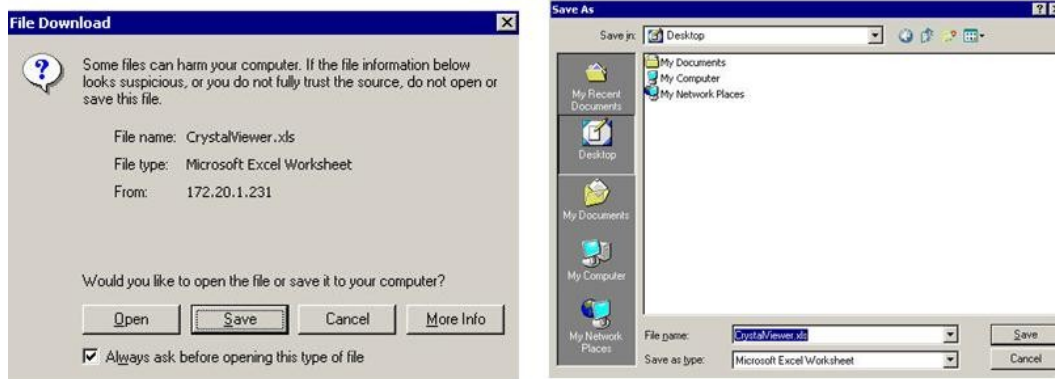 File Download
Some files can harm your computer. If the file information below
looks suspicious, or you do not fully trust the source, do not open or
save this file.
File name: CrystalViewer.xls
File type: Microsoft Excel Worksheet
From: 172.20.1.231
Would you like to open the file or save it to your computer?
Open
Save
Cancel
More Info
Always ask before opening this type of file
Save As
Save in:
Desktop
My Recent
Documents
Desktop
My Documents
My Computer
My Network
Places
My Documents
My Computer
My Network Places
File name:
CrystalViewer.xls
Save
Save as type:
Microsoft Excel Worksheet
Cancel